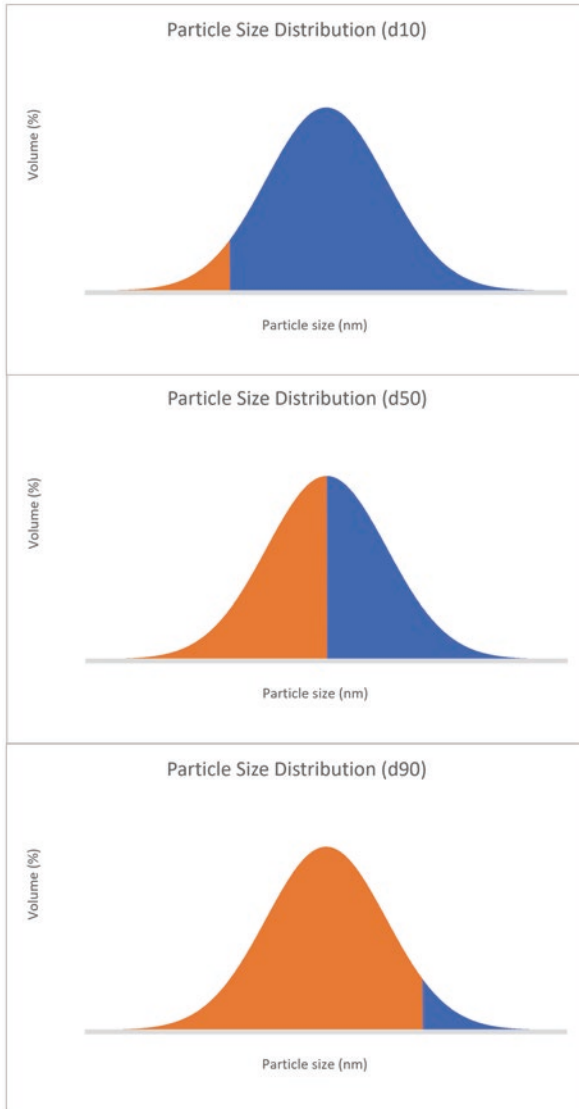 Particle Size Distribution (d10)
Volume (%)
Particle size (nm)
Particle Size Distribution (d50)
Volume (%)
Particle size (nm)
Particle Size Distribution (d90)
Volume (%)
Particle size (nm)